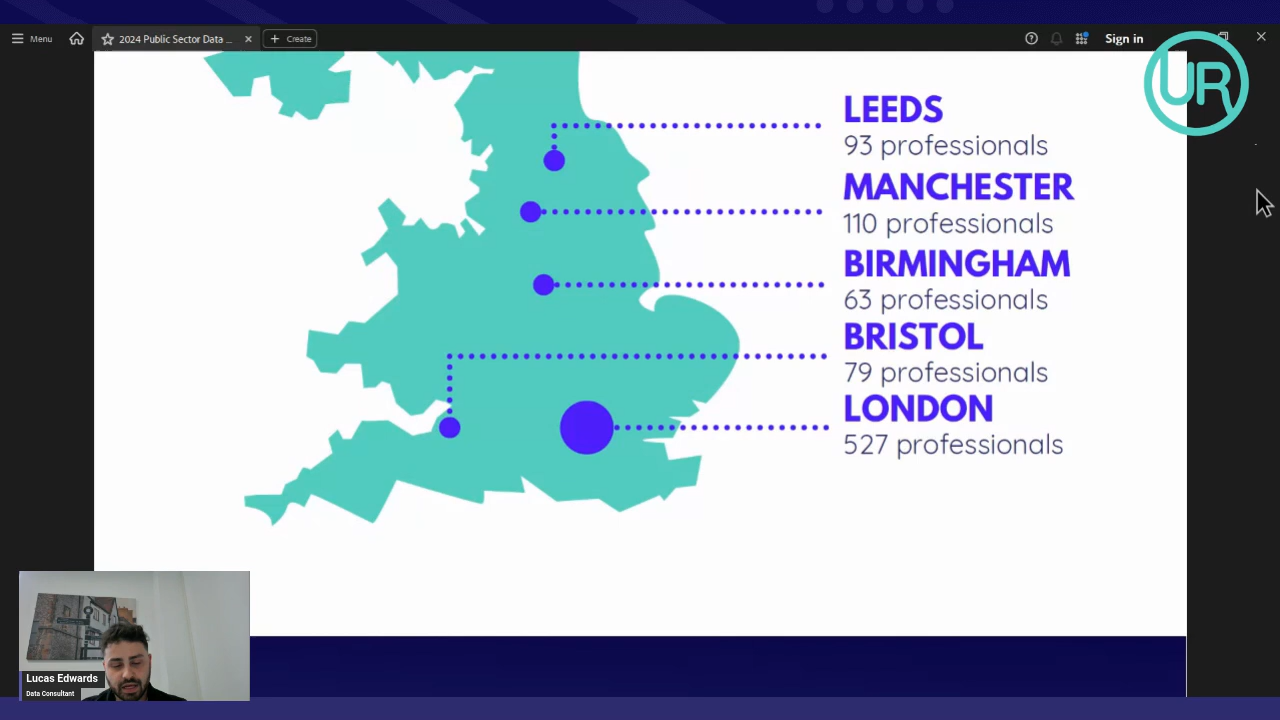 Menu
2024 Public Sector Data ...
Create
Sign in
UR
LEEDS
93 professionals
MANCHESTER
110 professionals
BIRMINGHAM
63 professionals
BRISTOL
79 professionals
LONDON
527 professionals
Lucas Edwards
Data Consultant